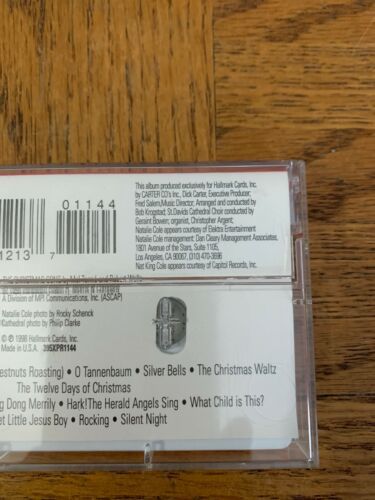 01144
1213 7
This album produced exclusively for Hallmark Cards, Inc.
by CARTER CO's Inc., Dick Carter, Executive Producer;
Fred Salem/Music Director, Arranged and conducted by
Bob Krogstad; St.Davids Cathedral Choir conducted by
Geraint Bowen; organist, Christopher Argent;
Natalie Cole appears courtesy of Elektra Entertainment
Natalie Cole management: Dan Cleary Management Associates,
1801 Avenue of the Stars, Suite 1105,
Los Angeles, CA 90067, (310) 470-3696
Nat King Cole appears courtesy of Capitol Records, Inc.
A Division of MPI Communications, Inc. (ASCAP)
Natalie Cole photo by Rocky Schenck
Cathedral photo by Philip Clarke
© ℗ 1998 Hallmark Cards, Inc.
Made in U.S.A. 395XPR1144
estnuts Roasting) • O Tannenbaum • Silver Bells • The Christmas Waltz
The Twelve Days of Christmas
g Dong Merrily • Hark!The Herald Angels Sing • What Child is This?
et Little Jesus Boy • Rocking • Silent Night